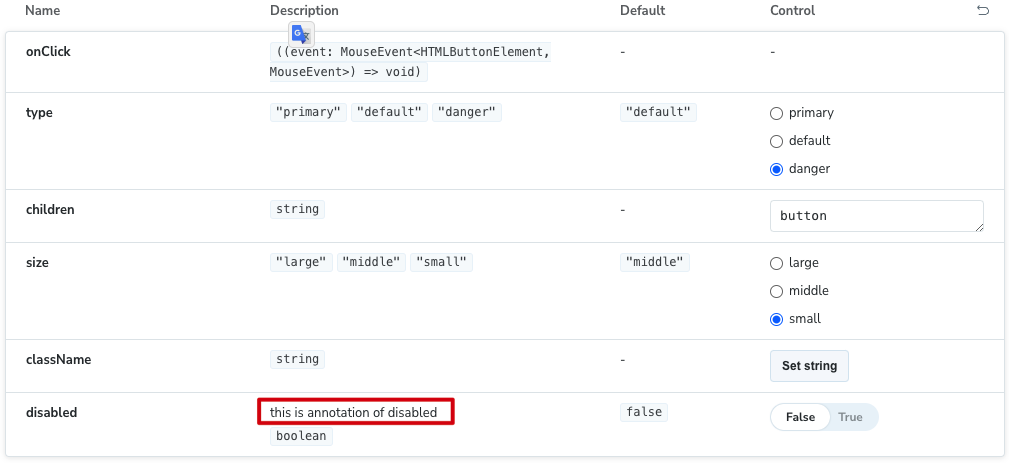 Name Description Default Control
onClick ((event: MouseEvent<HTMLButtonElement, - -
MouseEvent>) => void)
type "primary" "default" "danger" "default" primary
default
danger
children string - button
size "large" "middle" "small" "middle" large
middle
small
className string - Set string
disabled this is annotation of disabled false False True
boolean